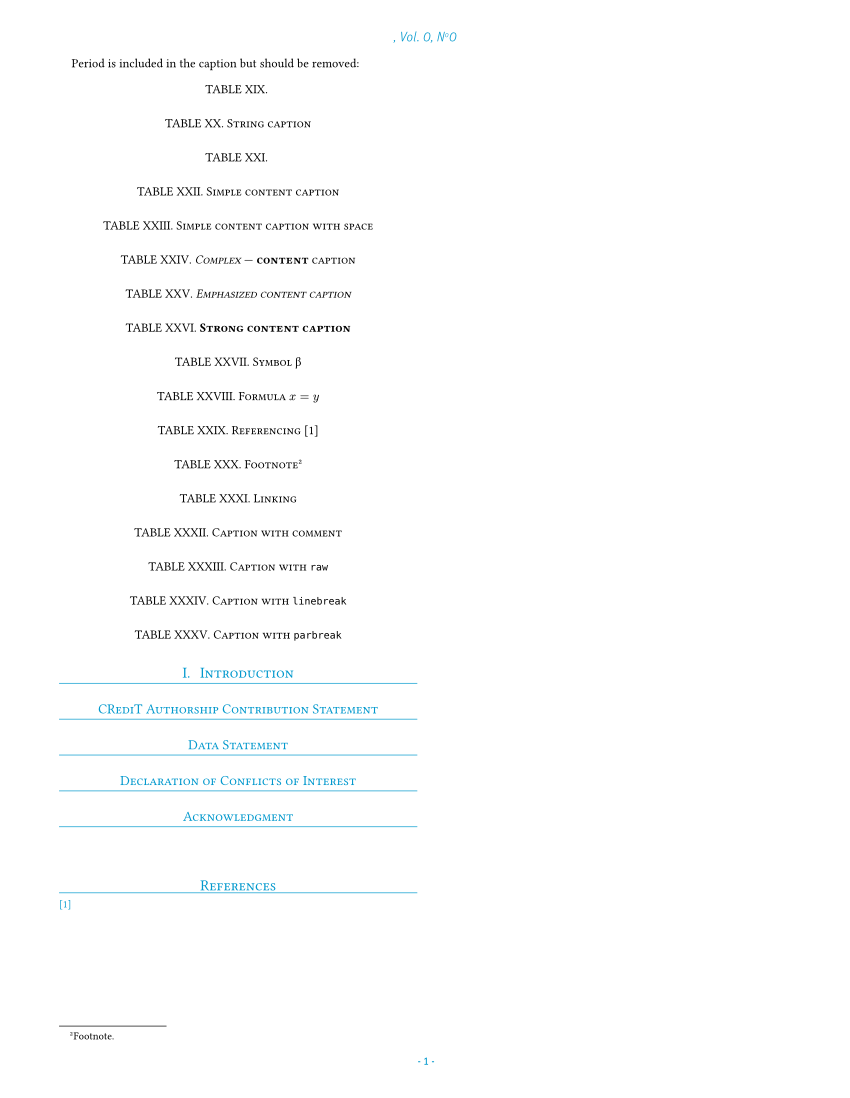 , Vol. 0, Nº0
Period is included in the caption but should be removed:
TABLE XIX.
TABLE XX. String caption
TABLE XXI.
TABLE XXII. Simple content caption
TABLE XXIII. Simple content caption with space
TABLE XXIV. Complex — content caption
TABLE XXV. Emphasized content caption
TABLE XXVI. Strong content caption
TABLE XXVII. Symbol β
TABLE XXVIII. Formula x = y
TABLE XXIX. Referencing [1]
TABLE XXX. Footnote²
TABLE XXXI. Linking
TABLE XXXII. Caption with comment
TABLE XXXIII. Caption with raw
TABLE XXXIV. Caption with linebreak
TABLE XXXV. Caption with parbreak
I. Introduction
CRediT Authorship Contribution Statement
Data Statement
Declaration of Conflicts of Interest
Acknowledgment
References
[1]
²Footnote.
- 1 -